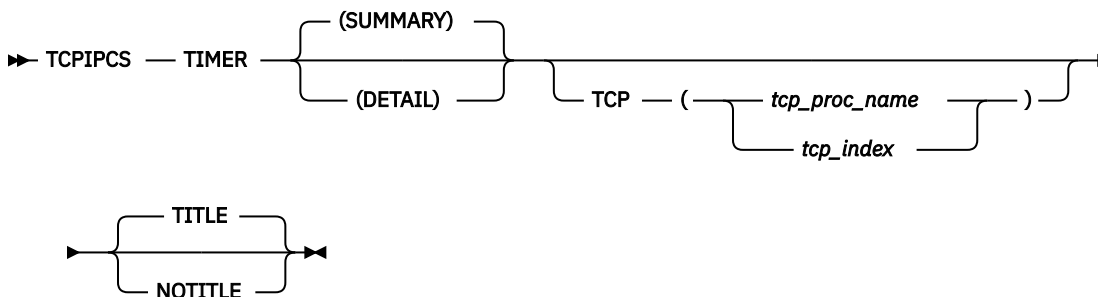 (SUMMARY)
TCPIPCS TIMER
(DETAIL) TCP ( tcp_proc_name )
tcp_index
TITLE
NOTITLE